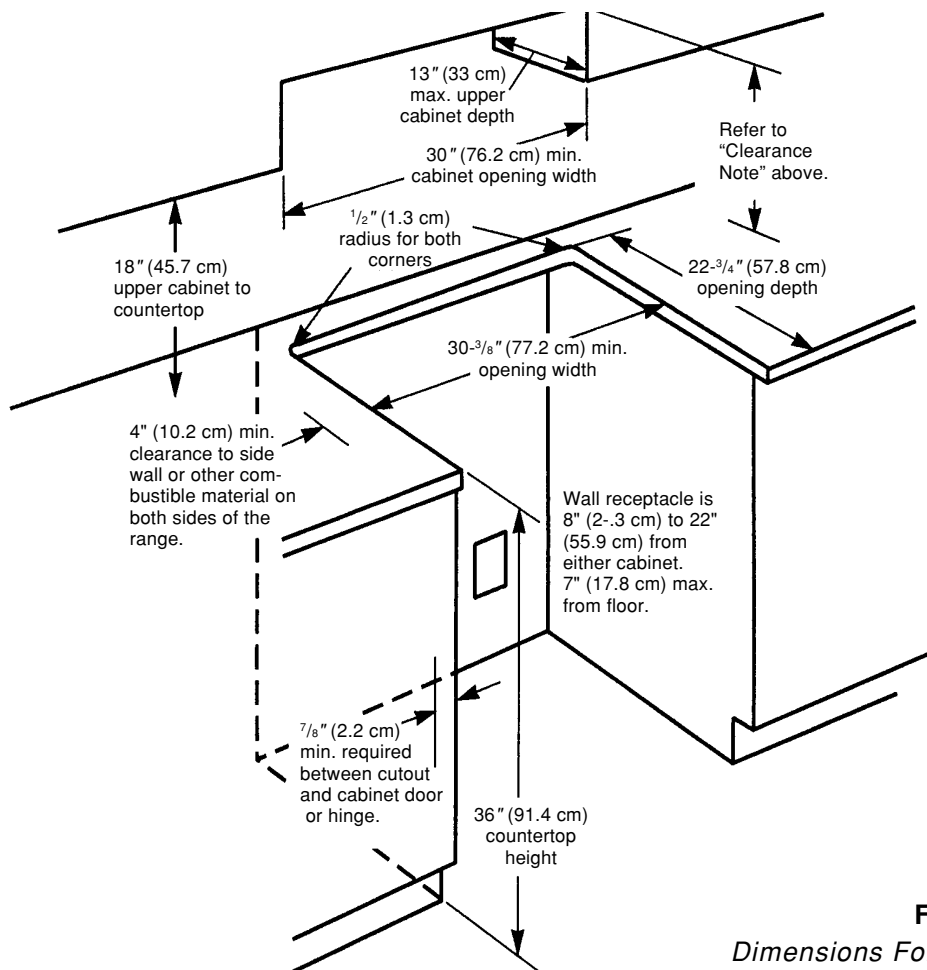 13″ (33 cm)
max. upper
cabinet depth
30″ (76.2 cm) min.
cabinet opening width
Refer to
“Clearance
Note” above.
1/2″ (1.3 cm)
radius for both
corners
18″ (45.7 cm)
upper cabinet to
countertop
22-3/4″ (57.8 cm)
opening depth
30-3/8″ (77.2 cm) min.
opening width
4" (10.2 cm) min.
clearance to side
wall or other com-
bustible material on
both sides of the
range.
Wall receptacle is
8" (2-.3 cm) to 22"
(55.9 cm) from
either cabinet.
7" (17.8 cm) max.
from floor.
7/8″ (2.2 cm)
min. required
between cutout
and cabinet door
or hinge.
36″ (91.4 cm)
countertop
height
F
Dimensions Fo